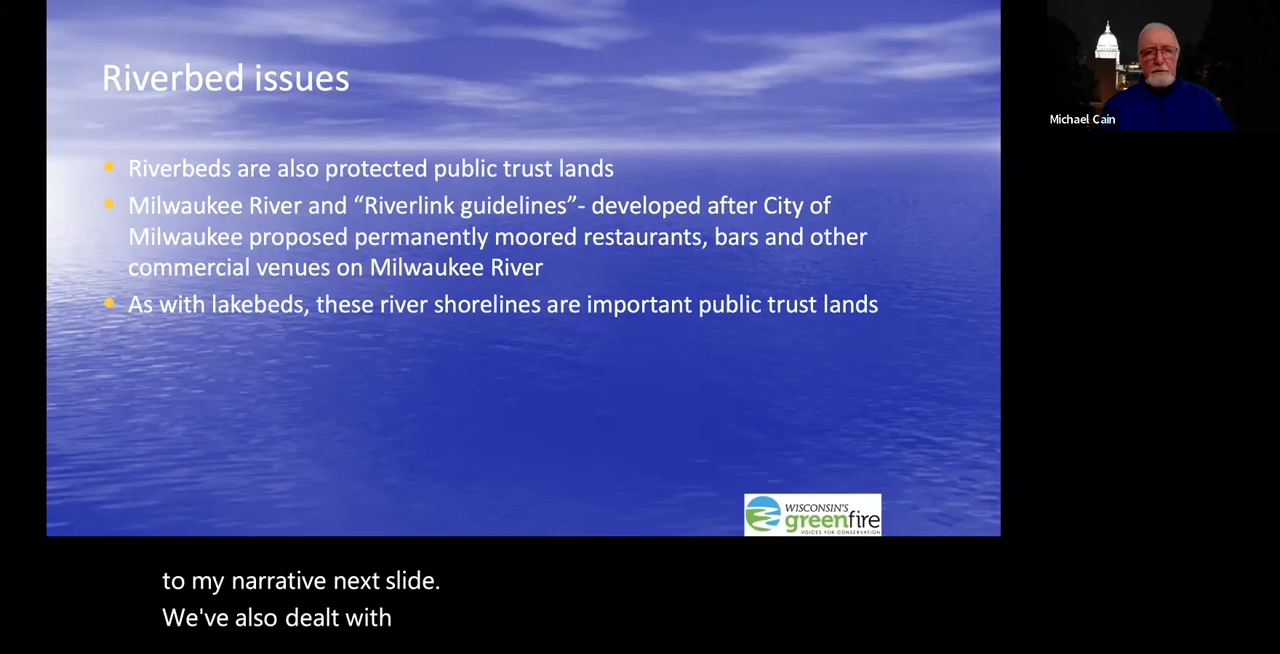 Riverbed issues
Michael Cain
• Riverbeds are also protected public trust lands
• Milwaukee River and “Riverlink guidelines”- developed after City of
Milwaukee proposed permanently moored restaurants, bars and other
commercial venues on Milwaukee River
• As with lakebeds, these river shorelines are important public trust lands
WISCONSIN'S
greenfire
VOICES FOR CONSERVATION
to my narrative next slide.
We've also dealt with